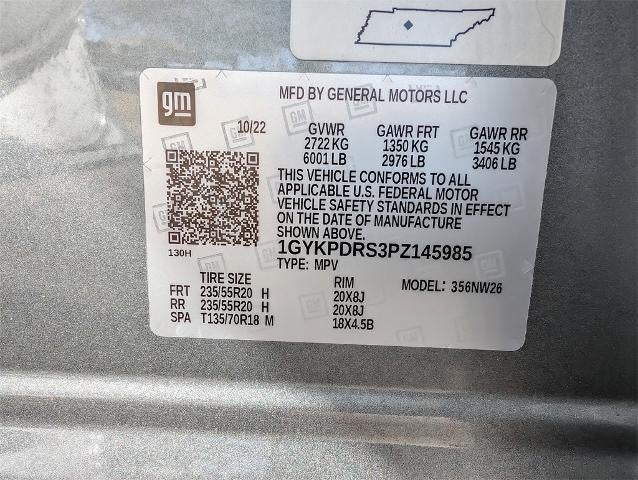 gm
MFD BY GENERAL MOTORS LLC
10/22 GVWR GAWR FRT GAWR RR
2722 KG 1350 KG 1545 KG
6001 LB 2976 LB 3406 LB
THIS VEHICLE CONFORMS TO ALL
APPLICABLE U.S. FEDERAL MOTOR
VEHICLE SAFETY STANDARDS IN EFFECT
ON THE DATE OF MANUFACTURE
SHOWN ABOVE.
130H
1GYKPDRS3PZ145985
TYPE: MPV
TIRE SIZE RIM MODEL: 356NW26
FRT 235/55R20 H 20X8J
RR 235/55R20 H 20X8J
SPA T135/70R18 M 18X4.5B